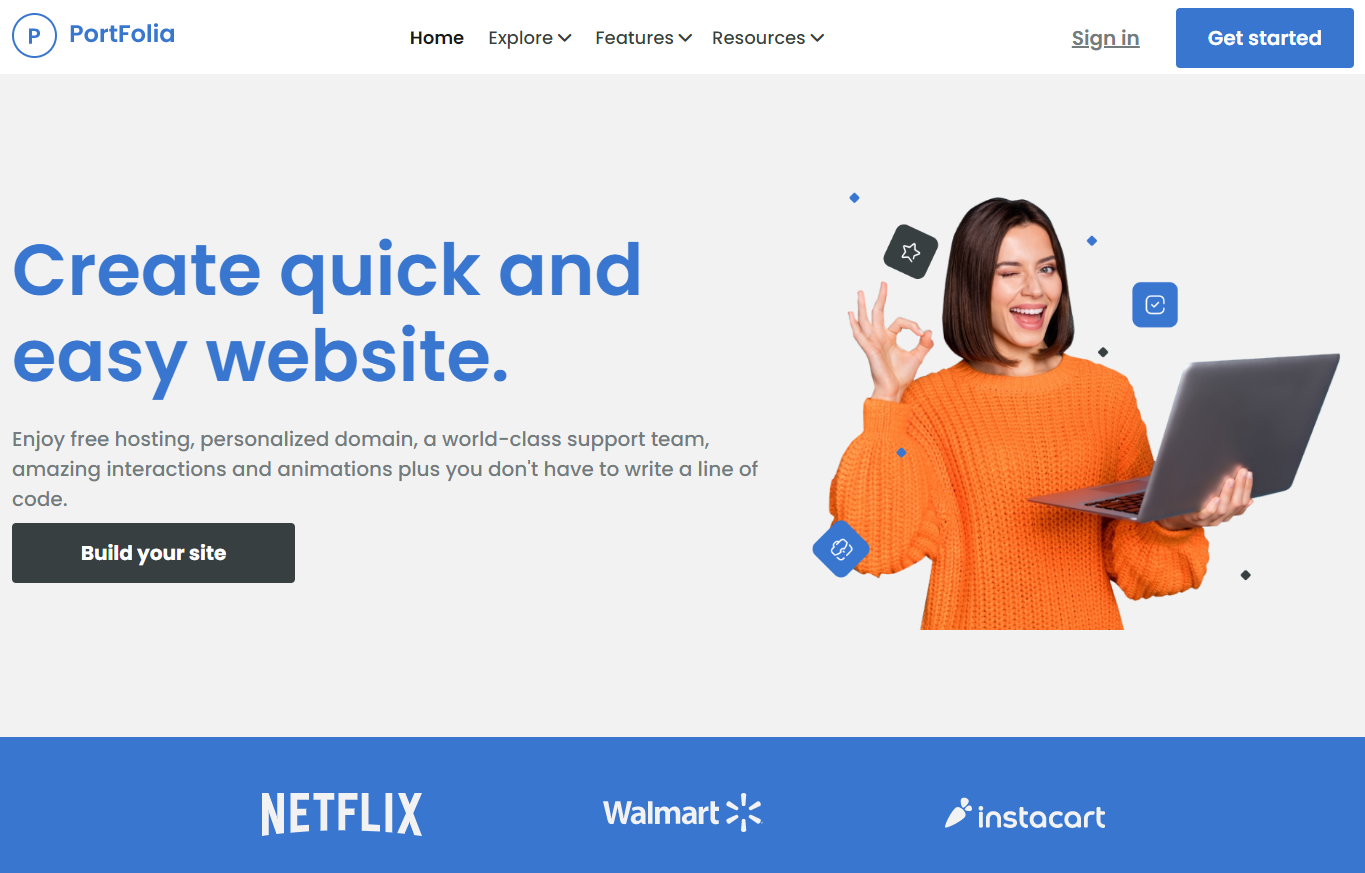 P PortFolia
Home Explore Features Resources
Sign in Get started
Create quick and
easy website.
Enjoy free hosting, personalized domain, a world-class support team,
amazing interactions and animations plus you don't have to write a line of
code.
Build your site
NETFLIX Walmart instacart